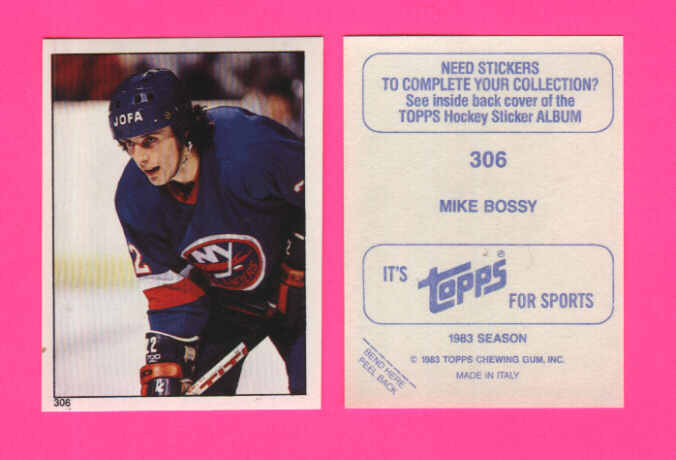 JOFA
NY
2
22
22
306
NEED STICKERS
TO COMPLETE YOUR COLLECTION?
See inside back cover of the
TOPPS Hockey Sticker ALBUM
306
MIKE BOSSY
IT'S topps ® FOR SPORTS
1983 SEASON
© 1983 TOPPS CHEWING GUM, INC.
MADE IN ITALY
BEND HERE
PEEL BACK